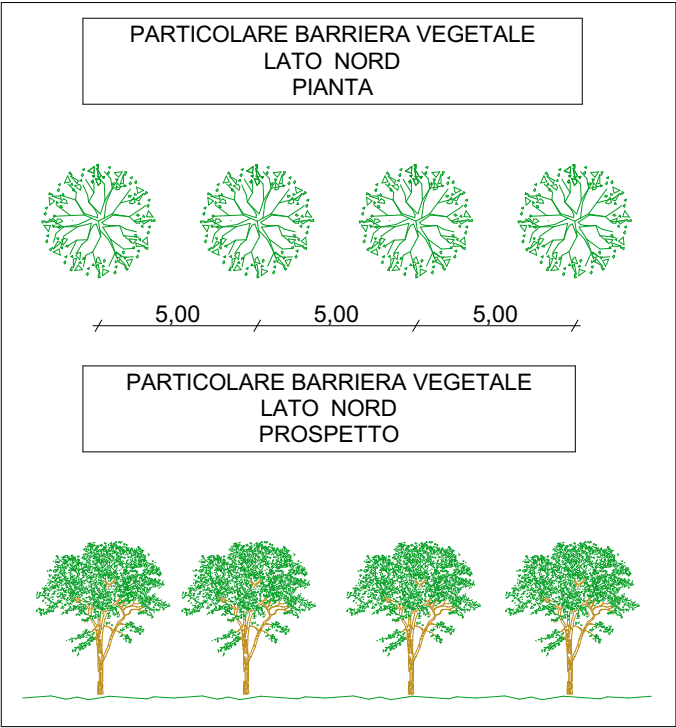 PARTICOLARE BARRIERA VEGETALE
LATO NORD
PIANTA
5,00 5,00 5,00
PARTICOLARE BARRIERA VEGETALE
LATO NORD
PROSPETTO